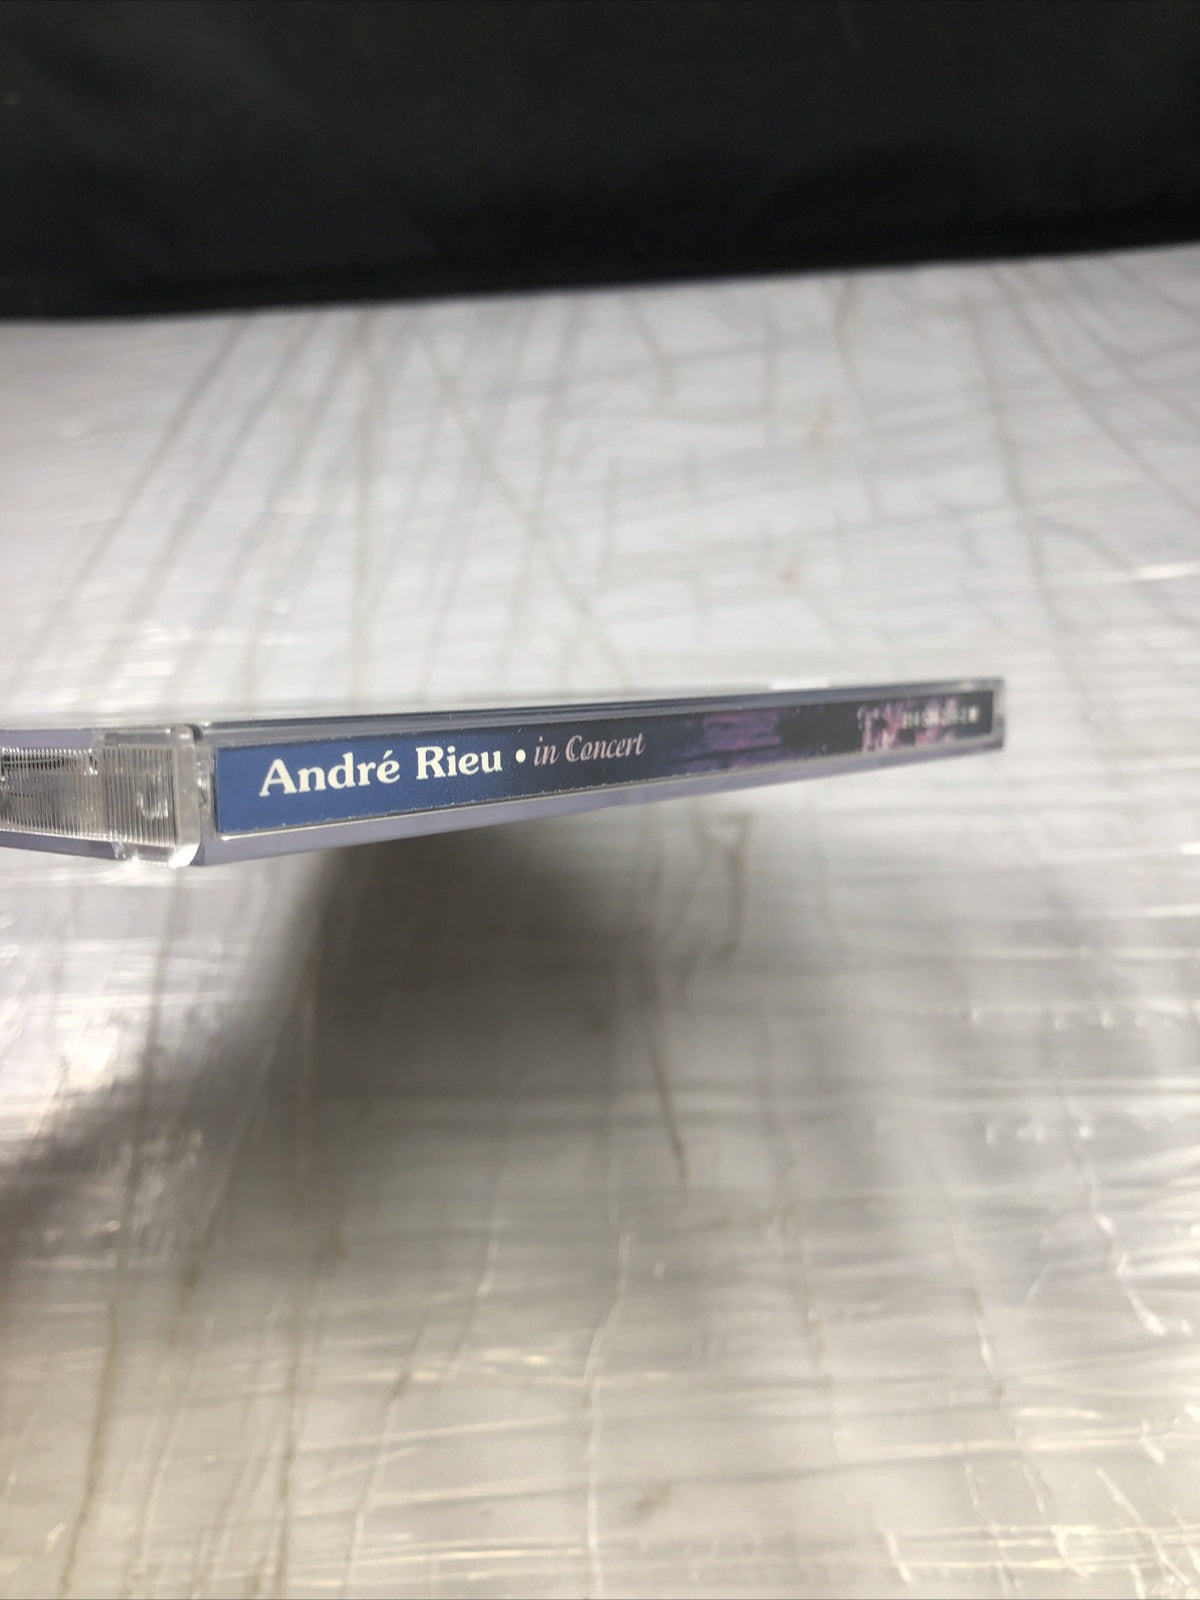 André Rieu • in Concert